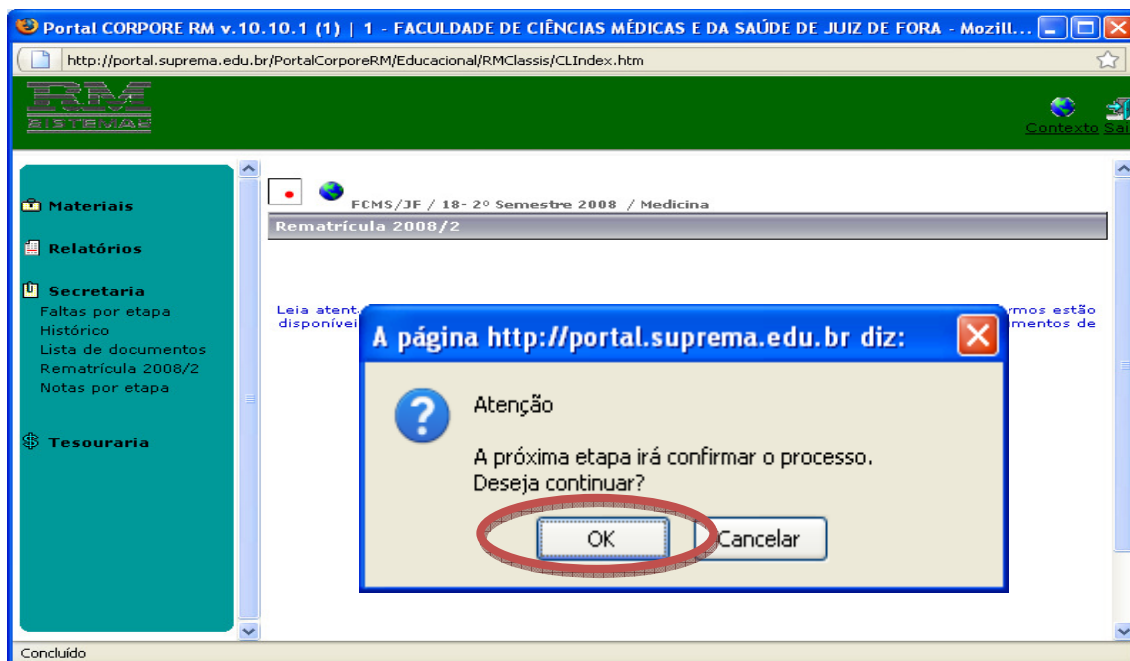 Portal CORPORE RM v.10.10.1 (1) | 1 - FACULDADE DE CIÊNCIAS MÉDICAS E DA SAÚDE DE JUIZ DE FORA - Mozill...
http://portal.suprema.edu.br/PortalCorporeRM/Educacional/RMClassis/CLIndex.htm
RM
SISTEMAS
Contexto
Materiais
Relatórios
Secretaria
Faltas por etapa
Histórico
Lista de documentos
Rematrícula 2008/2
Notas por etapa
Tesouraria
FCMS/JF / 18- 2º Semestre 2008 / Medicina
Rematrícula 2008/2
Leia estão
de
A página http://portal.suprema.edu.br diz:
Atenção
A próxima etapa irá confirmar o processo.
Deseja continuar?
OK Cancelar
Concluído